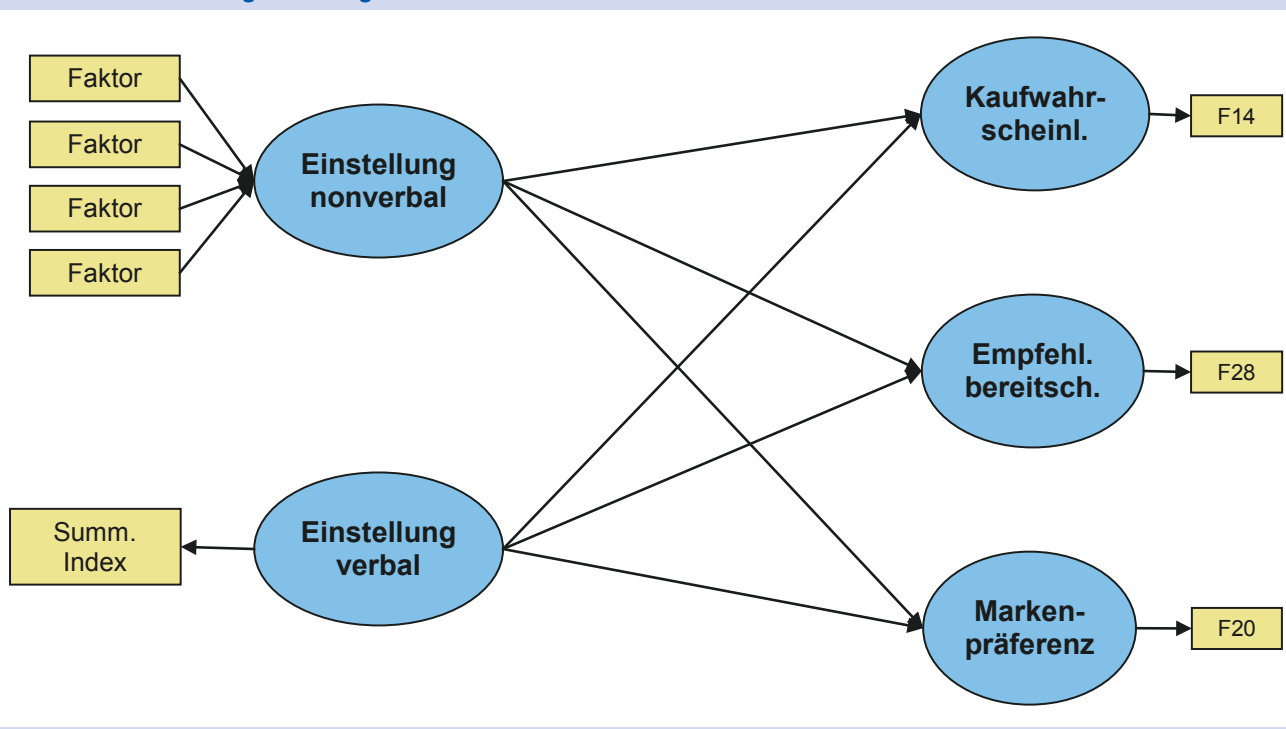 Faktor
Faktor
Faktor
Faktor
Einstellung
nonverbal
Kaufwahr-
scheinl.
F14
Empfehl.
bereitsch.
F28
Summ.
Index
Einstellung
verbal
Marken-
präferenz
F20